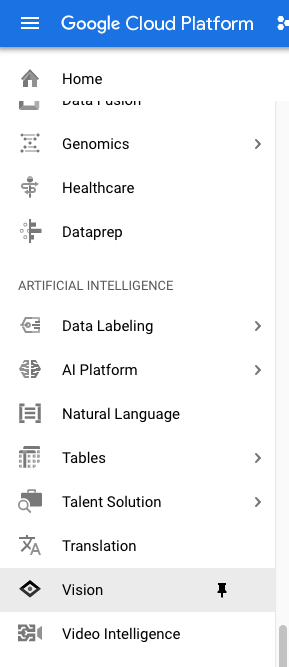 Google Cloud Platform
Home
Data Fusion
Genomics
Healthcare
Dataprep
ARTIFICIAL INTELLIGENCE
Data Labeling
AI Platform
Natural Language
Tables
Talent Solution
Translation
Vision
Video Intelligence